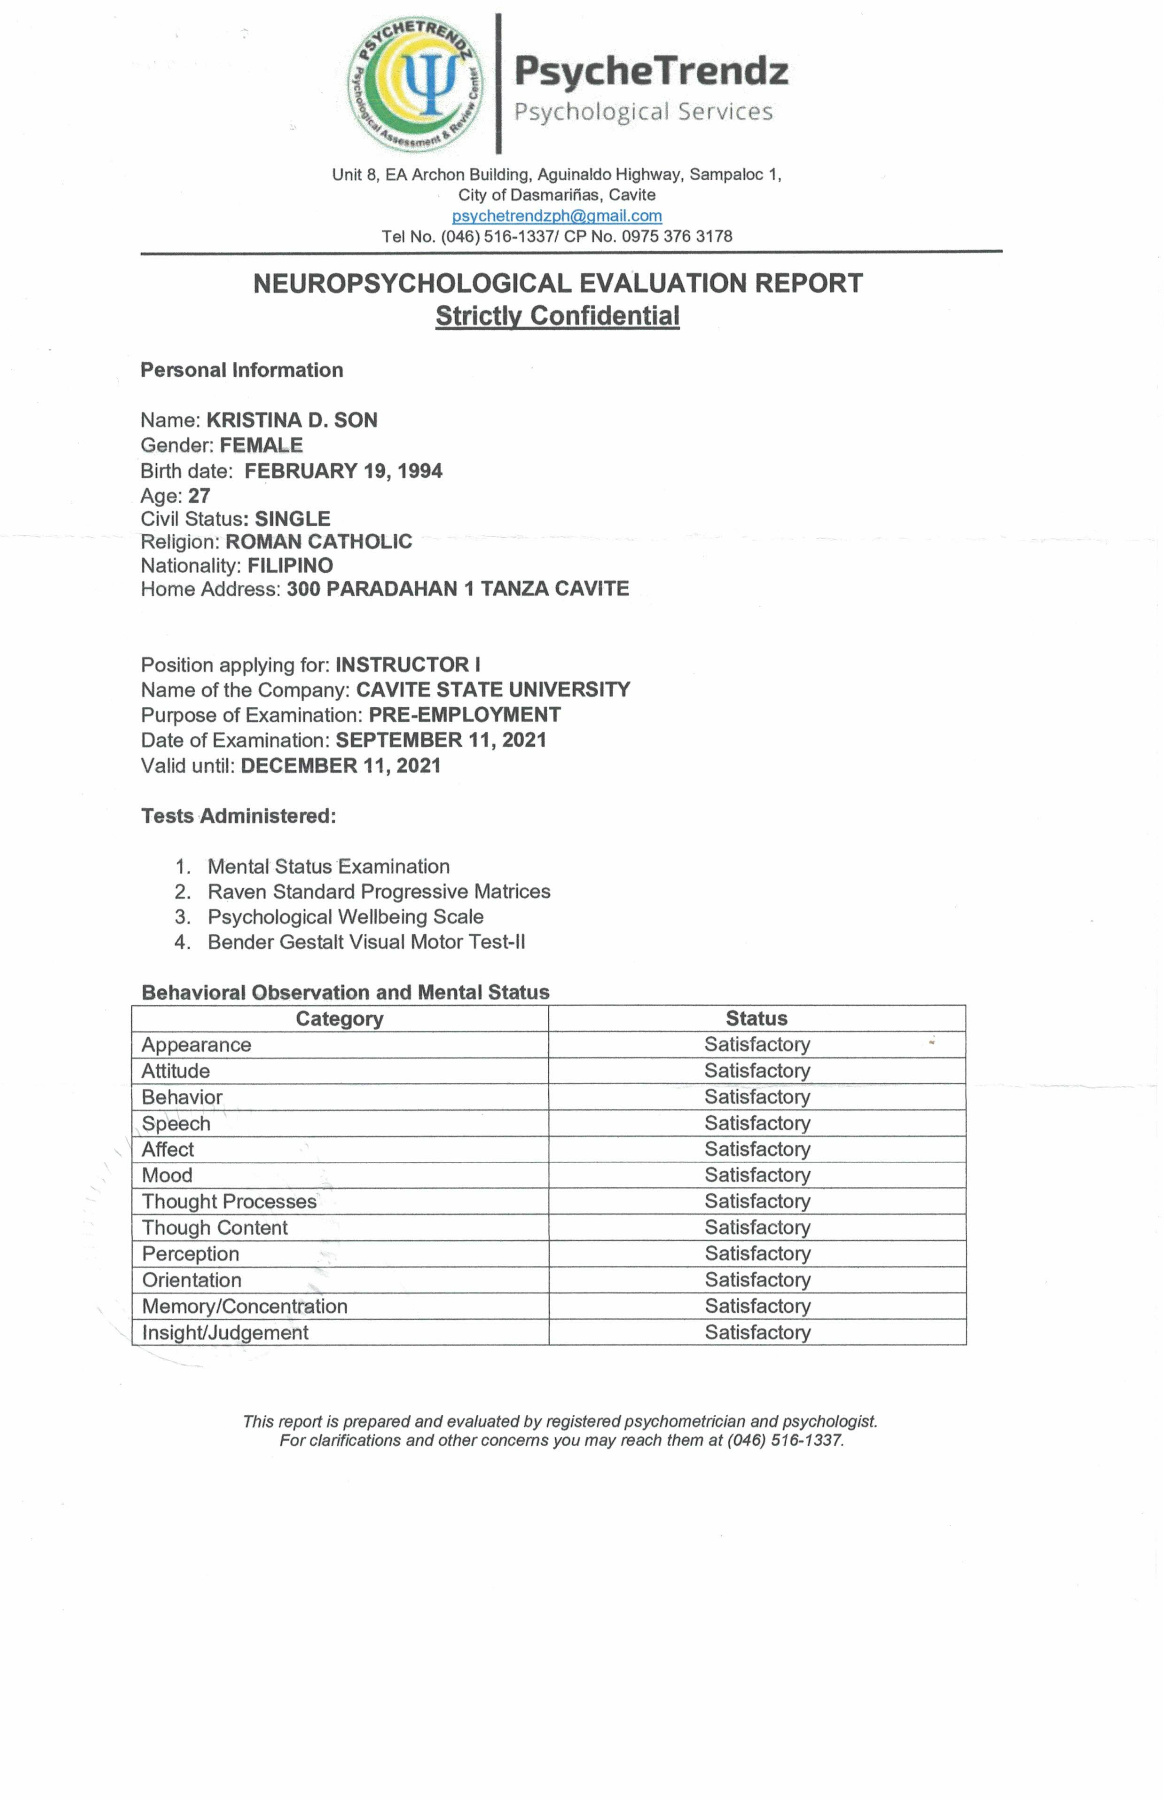 PSYCHETRENDZ
Psychological Assessment & Review Center
PsycheTrendz
Psychological Services
Unit 8, EA Archon Building, Aguinaldo Highway, Sampaloc 1,
City of Dasmariñas, Cavite
psychetrendzph@gmail.com
Tel No. (046) 516-1337/ CP No. 0975 376 3178
NEUROPSYCHOLOGICAL EVALUATION REPORT
Strictly Confidential
Personal Information
Name: KRISTINA D. SON
Gender: FEMALE
Birth date: FEBRUARY 19, 1994
Age: 27
Civil Status: SINGLE
Religion: ROMAN CATHOLIC
Nationality: FILIPINO
Home Address: 300 PARADAHAN 1 TANZA CAVITE
Position applying for: INSTRUCTOR I
Name of the Company: CAVITE STATE UNIVERSITY
Purpose of Examination: PRE-EMPLOYMENT
Date of Examination: SEPTEMBER 11, 2021
Valid until: DECEMBER 11, 2021
Tests Administered:
1. Mental Status Examination
2. Raven Standard Progressive Matrices
3. Psychological Wellbeing Scale
4. Bender Gestalt Visual Motor Test-II
Behavioral Observation and Mental Status
Category Status
Appearance Satisfactory
Attitude Satisfactory
Behavior Satisfactory
Speech Satisfactory
Affect Satisfactory
Mood Satisfactory
Thought Processes Satisfactory
Though Content Satisfactory
Perception Satisfactory
Orientation Satisfactory
Memory/Concentration Satisfactory
Insight/Judgement Satisfactory
This report is prepared and evaluated by registered psychometrician and psychologist.
For clarifications and other concerns you may reach them at (046) 516-1337.